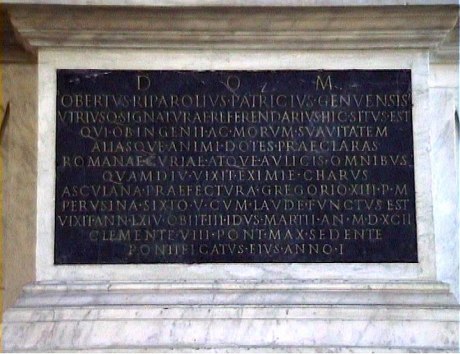 D O M
OBERTVS·RIPAROLIVS·PATRICIVS·GENVENSIS
VTRIVSQ·SIGNATVRAE REFERENDARIVS·HIC·SITVS·EST
QVI·OB·INGENII·AC·MORVM·SVAVITATEM
ALIASQVE·ANIMI·DOTES·PRAECLARAS
ROMANAE·CVRIAE·ATQVE·AVLICIS·OMNIBVS
QVAMDIV·VIXIT·EXIMIE·CHARVS
ASCVLANA·PRAEFECTVRA·GREGORIO·XIII·P·M
PERVSINA·SIXTO·V·CVM·LAVDE·FVNCTVS·EST
VIXIT·ANN·LXIV·OBIIT·III·IDVS·MARTII·AN·M·D·XCII
CLEMENTE·VIII·PONT·MAX·SEDENTE
PONTIFICATVS·EIVS·ANNO·I